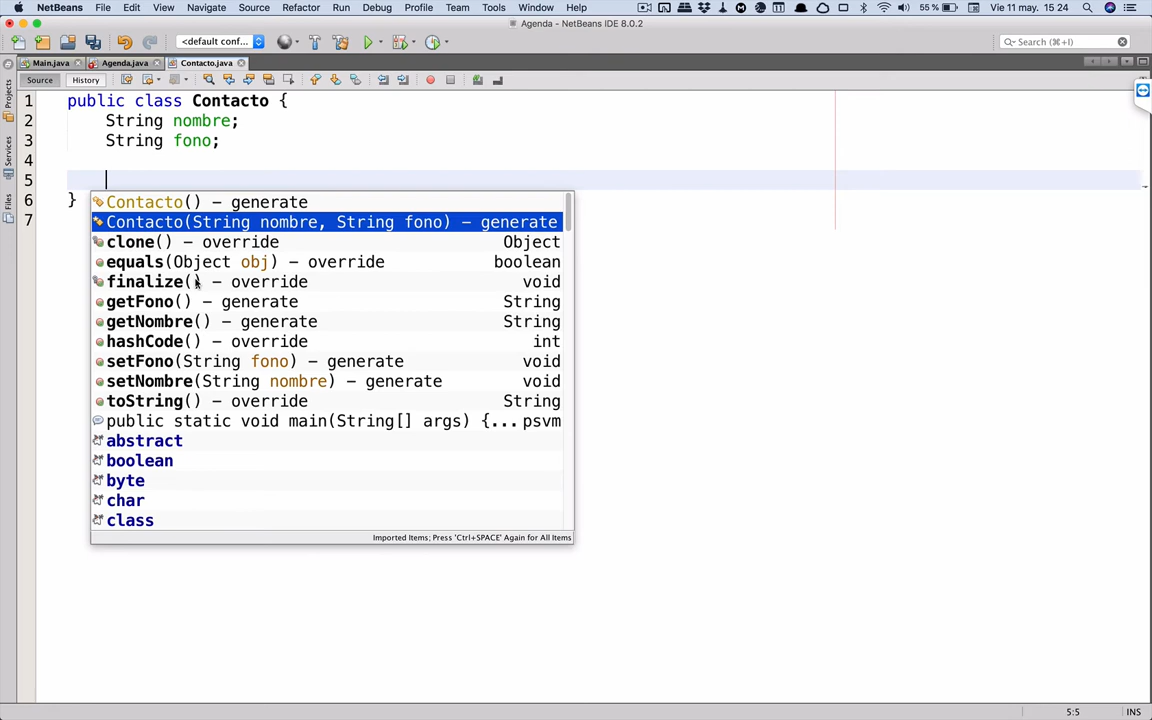 NetBeans File Edit View Navigate Source Refactor Run Debug Profile Team Tools Window Help 55 % Vie 11 may. 15 24
Agenda - NetBeans IDE 8.0.2
<default conf... Search (⌘+I)
Main.java Agenda.java Contacto.java
Source History
Projects
Services
Files
1 public class Contacto {
2 String nombre;
3 String fono;
4
5
6 }
7
Contacto() – generate
Contacto(String nombre, String fono) – generate
clone() – override Object
equals(Object obj) – override boolean
finalize() – override void
getFono() – generate String
getNombre() – generate String
hashCode() – override int
setFono(String fono) – generate void
setNombre(String nombre) – generate void
toString() – override String
public static void main(String[] args) {... psvm
abstract
boolean
byte
char
class
Imported Items; Press 'Ctrl+SPACE' Again for All Items
5:5 INS